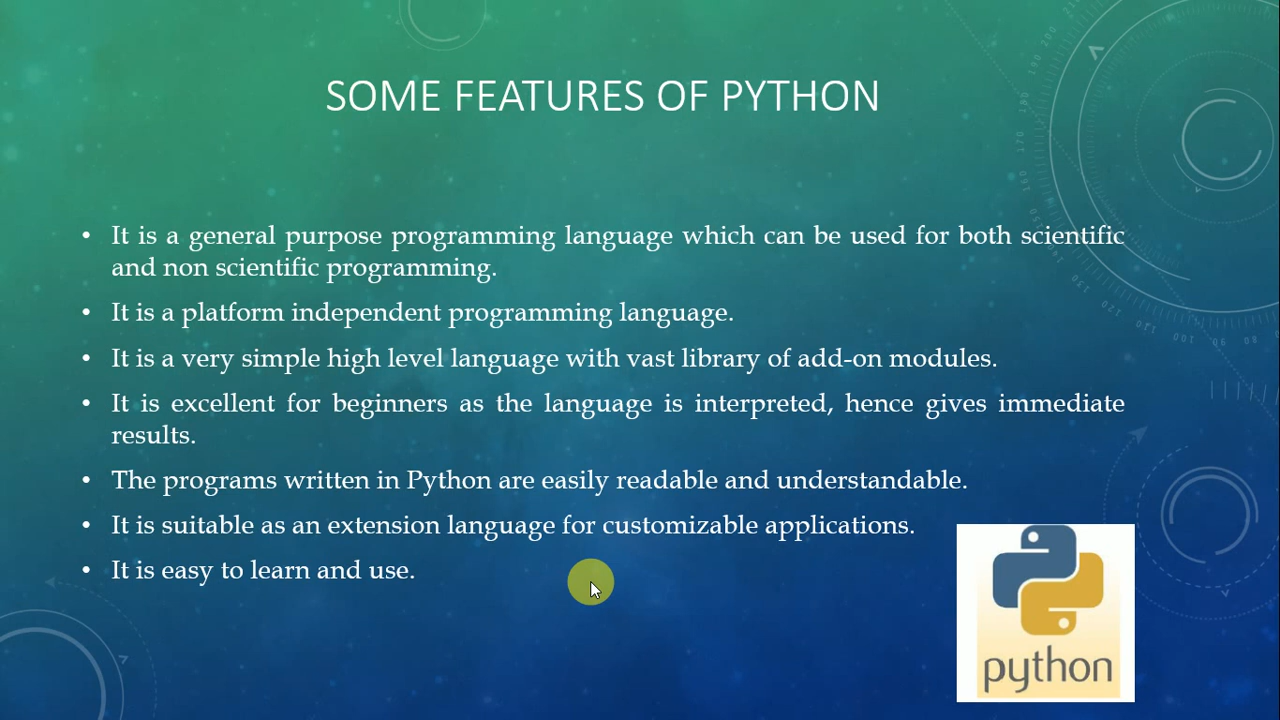 SOME FEATURES OF PYTHON
• It is a general purpose programming language which can be used for both scientific
and non scientific programming.
• It is a platform independent programming language.
• It is a very simple high level language with vast library of add-on modules.
• It is excellent for beginners as the language is interpreted, hence gives immediate
results.
• The programs written in Python are easily readable and understandable.
• It is suitable as an extension language for customizable applications.
• It is easy to learn and use.
python